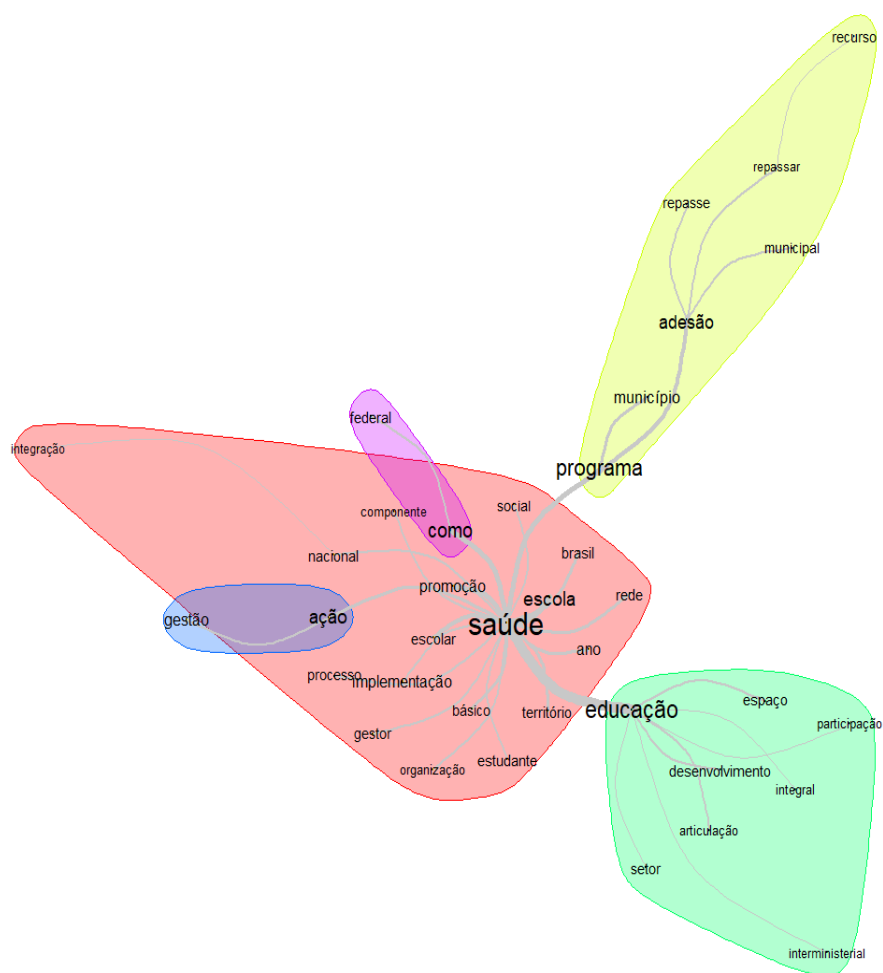 recurso
repassar
repasse
municipal
adesão
município
federal
integração
programa
social
componente
como
brasil
nacional
promoção
rede
escola
ação
gestão
saúde
escolar
ano
processo
implementação
básico
território
educação
espaço
participação
gestor
estudante
organização
desenvolvimento
integral
articulação
setor
interministerial